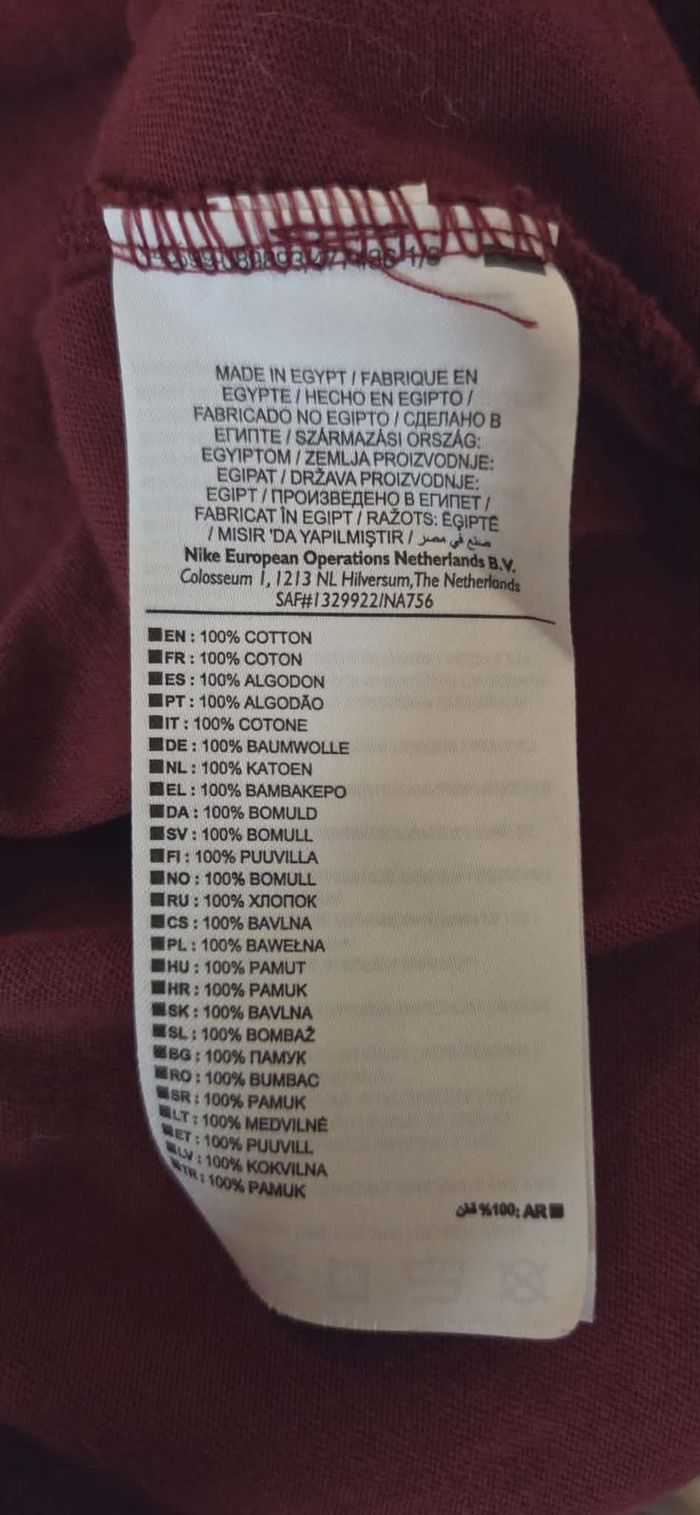 1/3
MADE IN EGYPT / FABRIQUE EN
EGYPTE / HECHO EN EGIPTO /
FABRICADO NO EGIPTO / СДЕЛАНО В
ЕГИПТЕ / SZÁRMAZÁSI ORSZÁG:
EGYIPTOM / ZEMLJA PROIZVODNJE:
EGIPAT / DRŽAVA PROIZVODNJE:
EGIPT / ПРОИЗВЕДЕНО В ЕГИПЕТ /
FABRICAT ÎN EGIPT / RAŽOTS: ĒĢIPTĒ
/ MISIR 'DA YAPILMIŞTIR / صنع في مصر
Nike European Operations Netherlands B.V.
Colosseum 1, 1213 NL Hilversum,The Netherlands
SAF#1329922/NA756
EN : 100% COTTON
FR : 100% COTON
ES : 100% ALGODON
PT : 100% ALGODÃO
IT : 100% COTONE
DE : 100% BAUMWOLLE
NL : 100% KATOEN
EL : 100% ΒΑΜΒΑΚΕΡΟ
DA : 100% BOMULD
SV : 100% BOMULL
FI : 100% PUUVILLA
NO : 100% BOMULL
RU : 100% ХЛОПОК
CS : 100% BAVLNA
PL : 100% BAWEŁNA
HU : 100% PAMUT
HR : 100% PAMUK
SK : 100% BAVLNA
SL : 100% BOMBAŽ
BG : 100% ПАМУК
RO : 100% BUMBAC
SR : 100% PAMUK
LT : 100% MEDVILNĖ
ET : 100% PUUVILL
LV : 100% KOKVILNA
TR : 100% PAMUK
AR :100% قطن